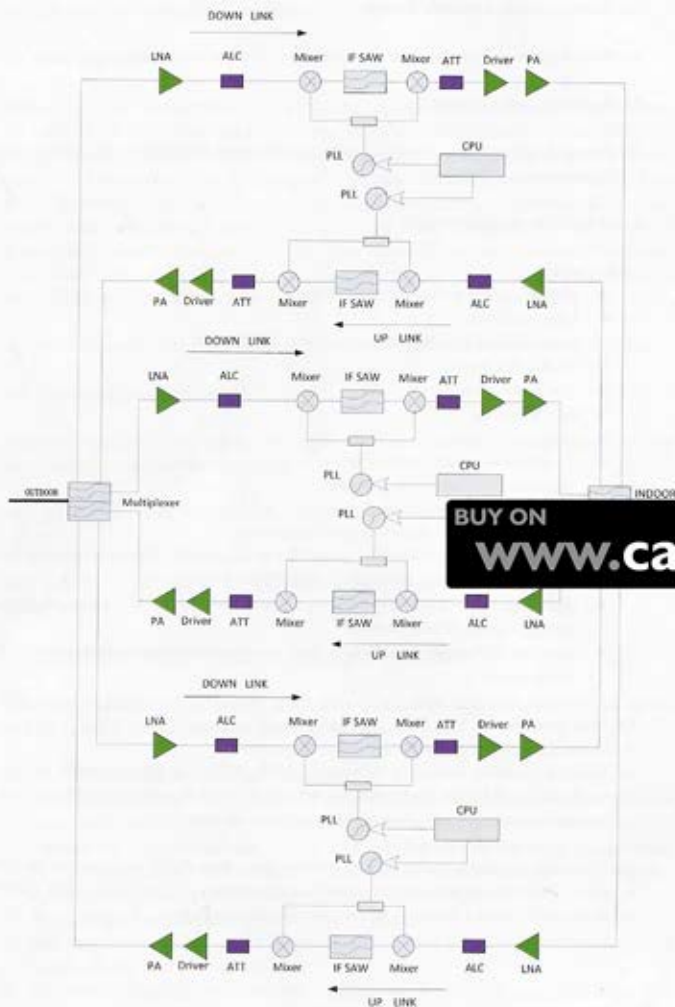 DOWN LINK
LNA ALC Mixer IF SAW Mixer ATT Driver PA
PLL CPU
PLL
PA Driver ATT Mixer IF SAW Mixer ALC LNA
UP LINK
DOWN LINK
LNA ALC Mixer IF SAW Mixer ATT Driver PA
PLL CPU
OUTDOOR Multiplexer INDOOR
PLL
BUY ON
www.ca
PA Driver ATT Mixer IF SAW Mixer ALC LNA
UP LINK
DOWN LINK
LNA ALC Mixer IF SAW Mixer ATT Driver PA
PLL CPU
PLL
PA Driver ATT Mixer IF SAW Mixer ALC LNA
UP LINK